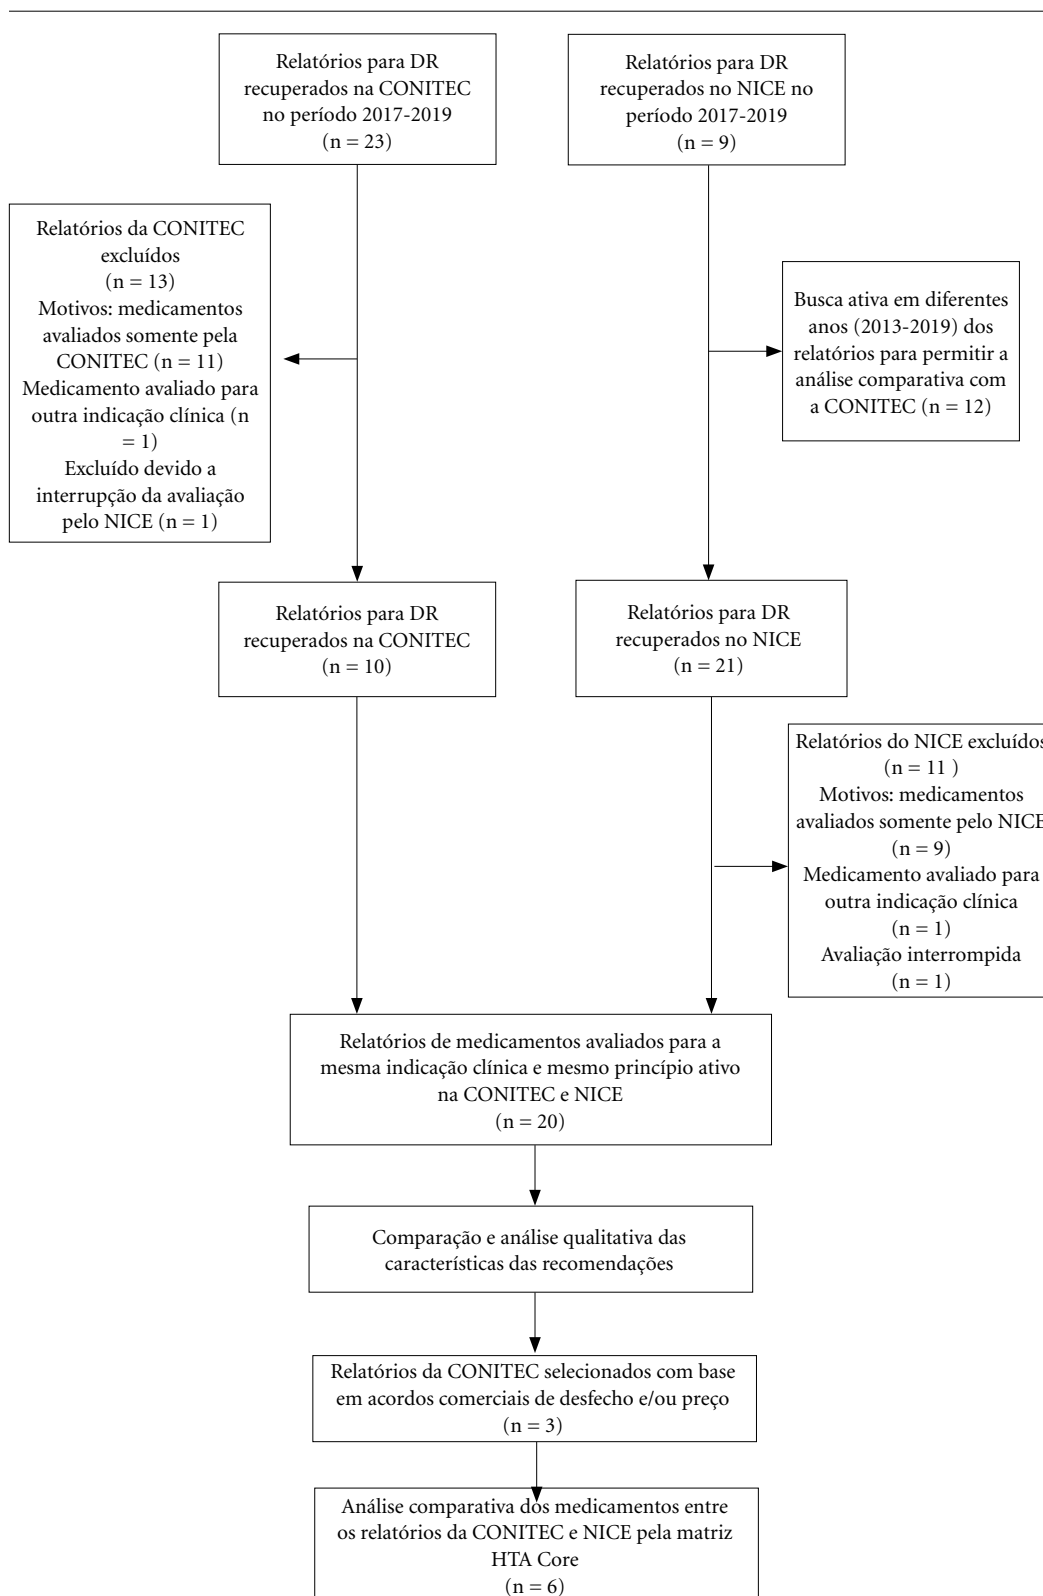 Relatórios para DR
recuperados na CONITEC
no período 2017-2019
(n = 23)
Relatórios para DR
recuperados no NICE no
período 2017-2019
(n = 9)
Relatórios da CONITEC
excluídos
(n = 13)
Motivos: medicamentos
avaliados somente pela
CONITEC (n = 11)
Medicamento avaliado para
outra indicação clínica (n
= 1)
Excluído devido a
interrupção da avaliação
pelo NICE (n = 1)
Busca ativa em diferentes
anos (2013-2019) dos
relatórios para permitir a
análise comparativa com
a CONITEC (n = 12)
Relatórios para DR
recuperados na CONITEC
(n = 10)
Relatórios para DR
recuperados no NICE
(n = 21)
Relatórios do NICE excluídos
(n = 11 )
Motivos: medicamentos
avaliados somente pelo NICE
(n = 9)
Medicamento avaliado para
outra indicação clínica
(n = 1)
Avaliação interrompida
(n = 1)
Relatórios de medicamentos avaliados para a
mesma indicação clínica e mesmo princípio ativo
na CONITEC e NICE
(n = 20)
Comparação e análise qualitativa das
características das recomendações
Relatórios da CONITEC selecionados com base
em acordos comerciais de desfecho e/ou preço
(n = 3)
Análise comparativa dos medicamentos entre
os relatórios da CONITEC e NICE pela matriz
HTA Core
(n = 6)